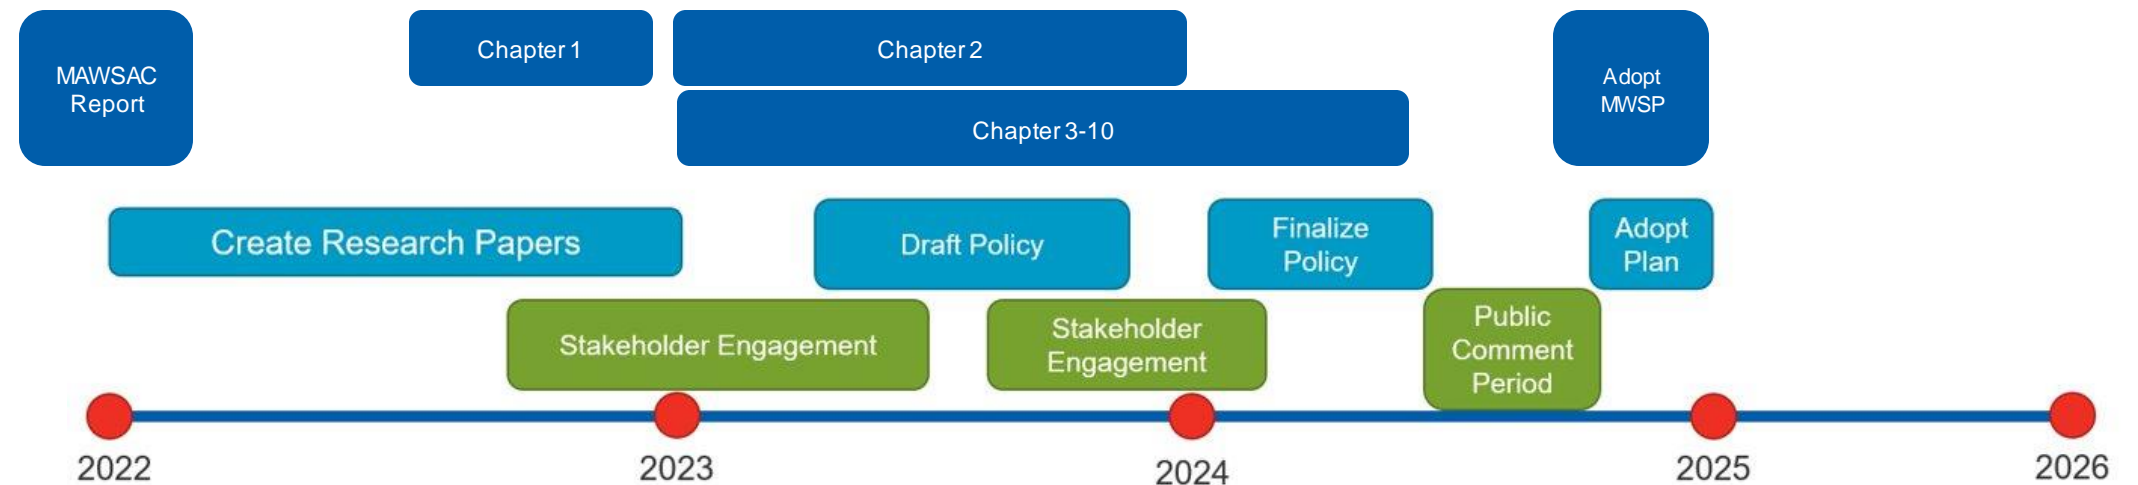 MAWSAC
Report
Chapter 1
Chapter 2
Chapter 3-10
Adopt
MWSP
Create Research Papers
Draft Policy
Finalize
Policy
Adopt
Plan
Stakeholder Engagement
Stakeholder
Engagement
Public
Comment
Period
2022
2023
2024
2025
2026